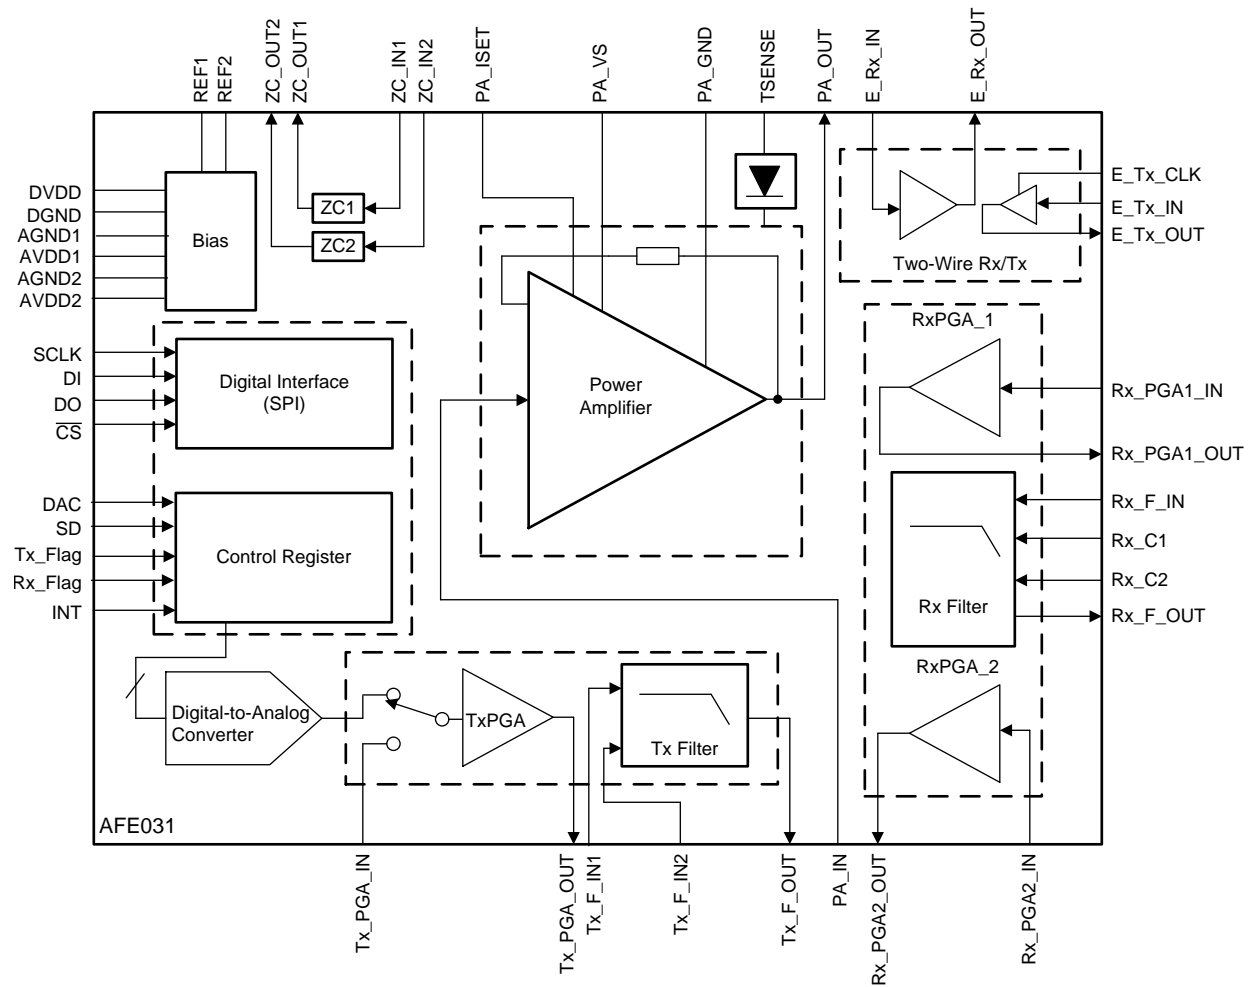 REF1
REF2
ZC_OUT2
ZC_OUT1
ZC_IN1
ZC_IN2
PA_ISET
PA_VS
PA_GND
TSENSE
PA_OUT
E_Rx_IN
E_Rx_OUT
DVDD
DGND
AGND1
AVDD1
AGND2
AVDD2
Bias
ZC1
ZC2
E_Tx_CLK
E_Tx_IN
E_Tx_OUT
Two-Wire Rx/Tx
SCLK
DI
DO
CS
Digital Interface
(SPI)
Power
Amplifier
RxPGA_1
Rx_PGA1_IN
Rx_PGA1_OUT
DAC
SD
Tx_Flag
Rx_Flag
INT
Control Register
Rx Filter
Rx_F_IN
Rx_C1
Rx_C2
Rx_F_OUT
RxPGA_2
Digital-to-Analog
Converter
TxPGA
Tx Filter
AFE031
Tx_PGA_IN
Tx_PGA_OUT
Tx_F_IN1
Tx_F_IN2
Tx_F_OUT
PA_IN
Rx_PGA2_OUT
Rx_PGA2_IN